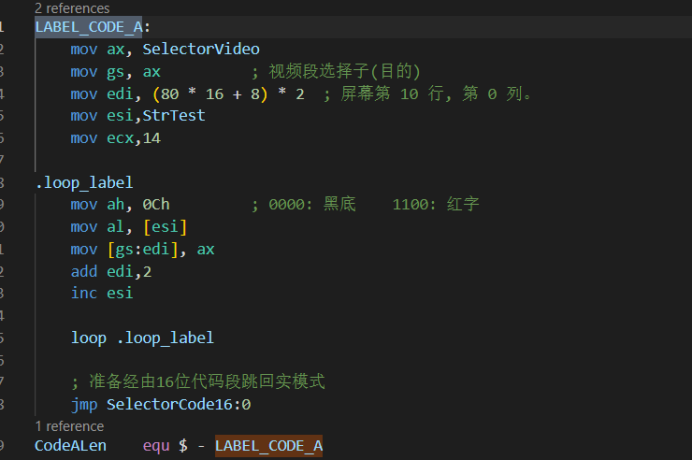 2 references
1 LABEL_CODE_A:
2 mov ax, SelectorVideo
3 mov gs, ax ; 视频段选择子(目的)
4 mov edi, (80 * 16 + 8) * 2 ; 屏幕第 10 行, 第 0 列。
5 mov esi,StrTest
6 mov ecx,14
7
8 .loop_label
9 mov ah, 0Ch ; 0000: 黑底 1100: 红字
0 mov al, [esi]
1 mov [gs:edi], ax
2 add edi,2
3 inc esi
4
5 loop .loop_label
6
7 ; 准备经由16位代码段跳回实模式
8 jmp SelectorCode16:0
1 reference
9 CodeALen equ $ - LABEL_CODE_A